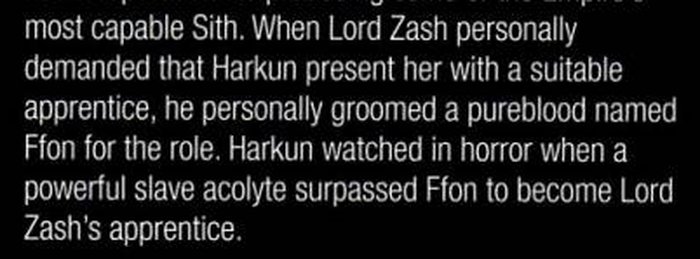 most capable Sith. When Lord Zash personally
demanded that Harkun present her with a suitable
apprentice, he personally groomed a pureblood named
Ffon for the role. Harkun watched in horror when a
powerful slave acolyte surpassed Ffon to become Lord
Zash's apprentice.